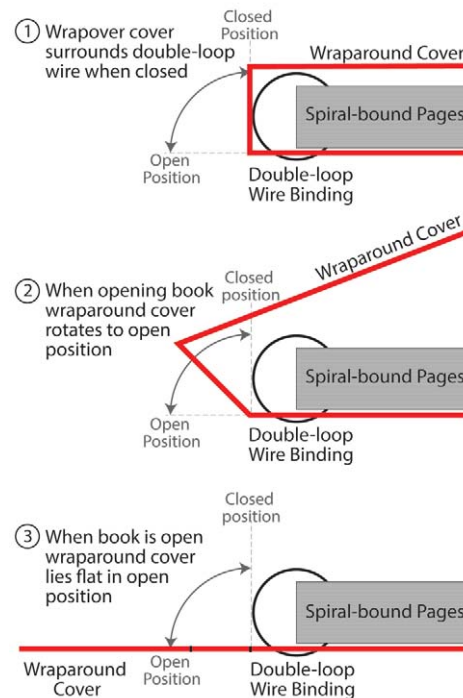 Closed
Position
1 Wrapover cover
surrounds double-loop
wire when closed
Wraparound Cover
Spiral-bound Pages
Open
Position
Double-loop
Wire Binding
Wraparound Cover
2 When opening book
wraparound cover
rotates to open
position
Closed
position
Spiral-bound Pages
Open
Position
Double-loop
Wire Binding
Closed
position
3 When book is open
wraparound cover
lies flat in open
position
Spiral-bound Pages
Wraparound
Cover
Open
Position
Double-loop
Wire Binding